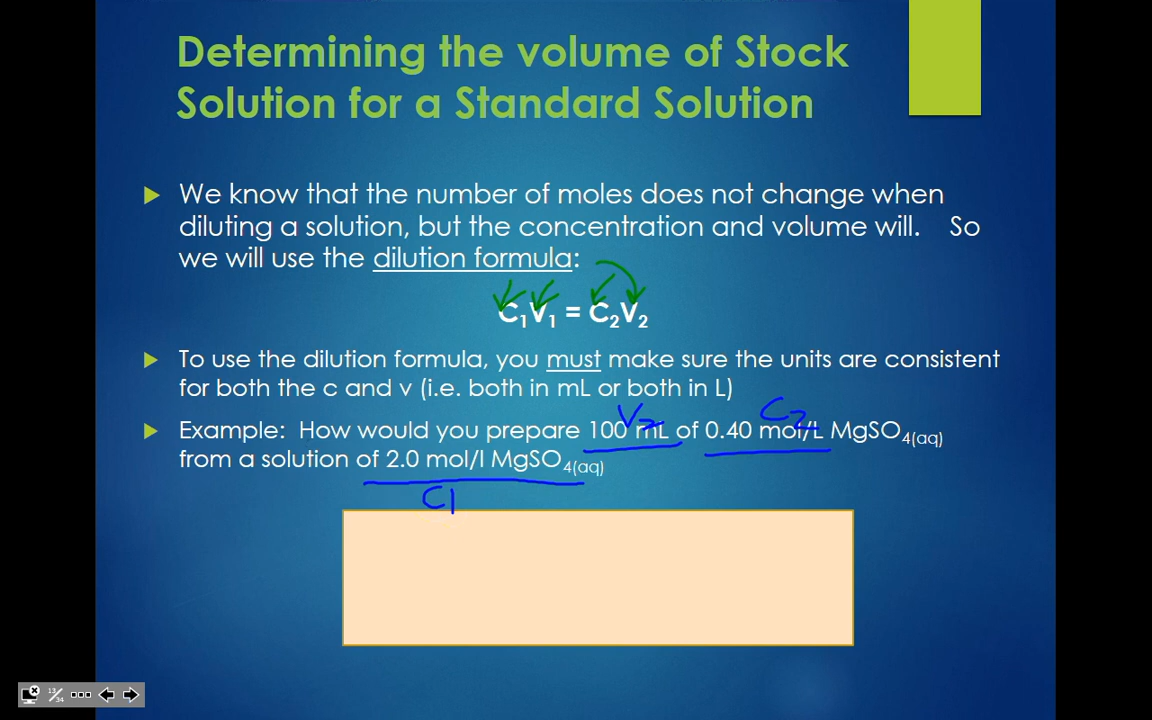 Determining the volume of Stock
Solution for a Standard Solution
We know that the number of moles does not change when
diluting a solution, but the concentration and volume will. So
we will use the dilution formula:
C₁V₁ = C₂V₂
To use the dilution formula, you must make sure the units are consistent
for both the c and v (i.e. both in mL or both in L)
V₂ C₂
Example: How would you prepare 100 mL of 0.40 mol/L MgSO₄(aq)
from a solution of 2.0 mol/l MgSO₄(aq)
C1
13/34